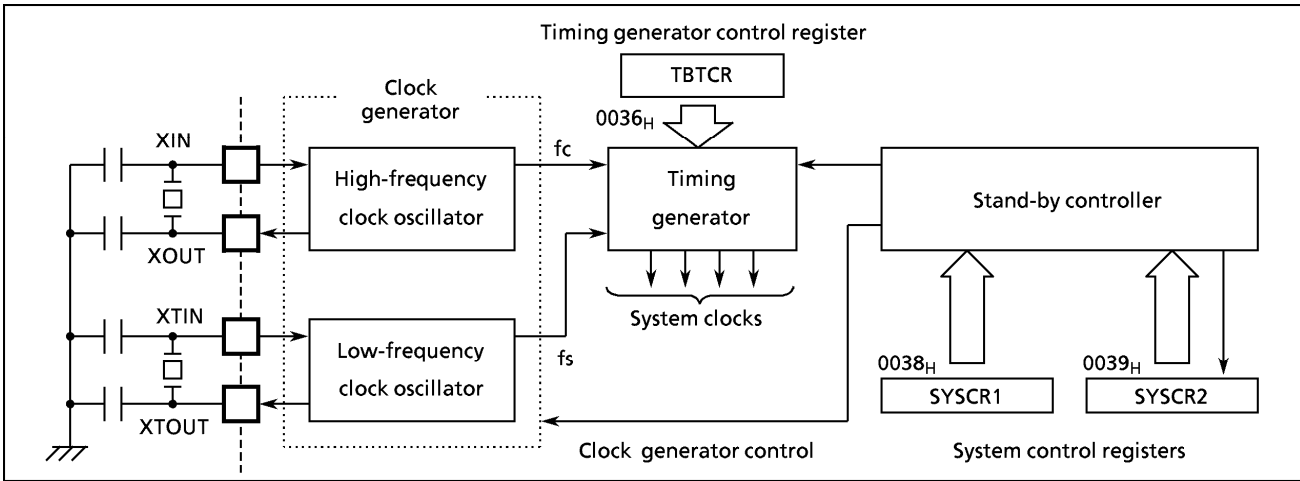 Timing generator control register
TBTCR
Clock
generator
0036H
XIN
fc
High-frequency
clock oscillator
Timing
generator
Stand-by controller
XOUT
XTIN
System clocks
Low-frequency
clock oscillator
fs
0038H
0039H
SYSCR1
SYSCR2
XTOUT
Clock generator control
System control registers